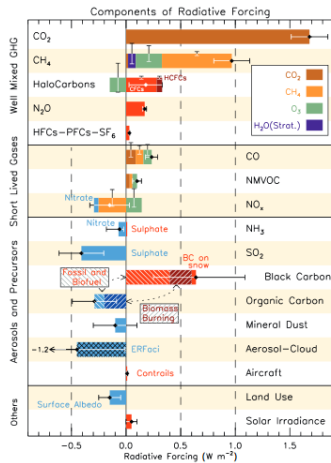 Components of Radiative Forcing
Well Mixed GHG
CO₂
CH₄
HaloCarbons
HCFCs
CFCs
N₂O
HFCs-PFCs-SF₆
CO₂
CH₄
O₃
H₂O(Strat.)
Short Lived Gases
CO
NMVOC
Nitrate
NOₓ
Aerosols and Precursors
Nitrate
Sulphate
NH₃
Sulphate
SO₂
BC on
snow
Black Carbon
Fossil and
Biofuel
Organic Carbon
Biomass
Burning
Mineral Dust
-1.2
ERFaci
Aerosol-Cloud
Contrails
Aircraft
Others
Surface Albedo
Land Use
Solar Irradiance
-0.5 0.0 0.5 1.0 1.5
Radiative Forcing (W m⁻²)